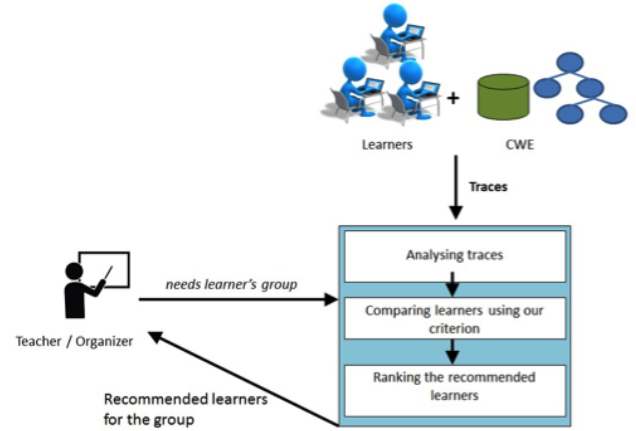 +
Learners
CWE
Traces
Analysing traces
needs learner's group
Comparing learners using our
criterion
Teacher / Organizer
Ranking the recommended
learners
Recommended learners
for the group